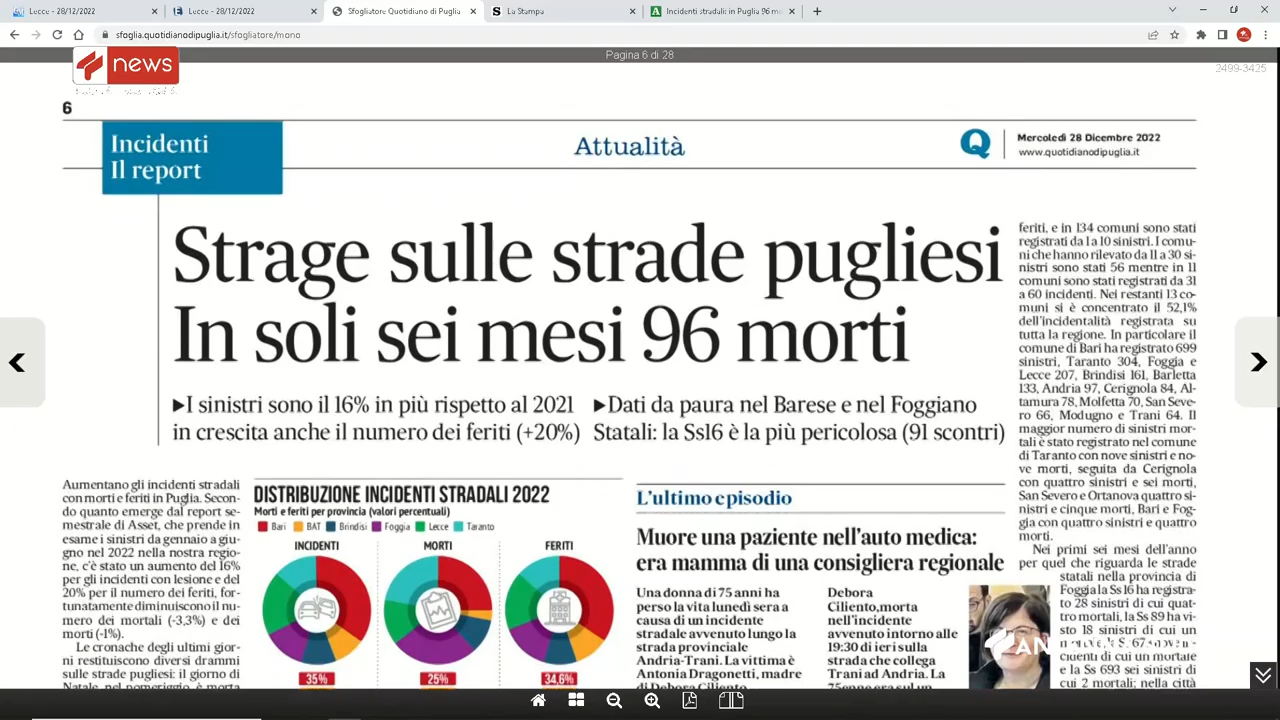 Lecce - 28/12/2022
Lecce - 28/12/2022
Sfogliatore Quotidiano di Puglia
La Stampa
Incidenti stradali: in Puglia 96 m
sfoglia.quotidianodipuglia.it/sfogliatore/mono
Pagina 6 di 28
2499-3425
news
6
Incidenti
Il report
Attualità
Q
Mercoledì 28 Dicembre 2022
www.quotidianodipuglia.it
Strage sulle strade pugliesi
In soli sei mesi 96 morti
►I sinistri sono il 16% in più rispetto al 2021
in crescita anche il numero dei feriti (+20%)
►Dati da paura nel Barese e nel Foggiano
Statali: la Ss16 è la più pericolosa (91 scontri)
Aumentano gli incidenti stradali
con morti e feriti in Puglia. Secon-
do quanto emerge dal report se-
mestrale di Asset, che prende in
esame i sinistri da gennaio a giu-
gno nel 2022 nella nostra regio-
ne, c'è stato un aumento del 16%
per gli incidenti con lesione e del
20% per il numero dei feriti, for-
tunatamente diminuiscono il nu-
mero dei mortali (-3,3%) e dei
morti (-1%).
Le cronache degli ultimi gior-
ni restituiscono diversi drammi
sulle strade pugliesi: il giorno di
Natale, nel pomeriggio, è morta
DISTRIBUZIONE INCIDENTI STRADALI 2022
Morti e feriti per provincia (valori percentuali)
Bari BAT Brindisi Foggia Lecce Taranto
INCIDENTI MORTI FERITI
35% 25% 34,6%
L'ultimo episodio
Muore una paziente nell'auto medica:
era mamma di una consigliera regionale
Una donna di 75 anni ha
perso la vita lunedì sera a
causa di un incidente
stradale avvenuto lungo la
strada provinciale
Andria-Trani. La vittima è
Antonia Dragonetti, madre
di Debora Ciliento
Debora
Ciliento,morta
nell'incidente
avvenuto intorno alle
19:30 di ieri sulla
strada che collega
Trani ad Andria. La
75enne era su un
feriti, e in 134 comuni sono stati
registrati da 1 a 10 sinistri. I comu-
ni che hanno rilevato da 11 a 30 si-
nistri sono stati 56 mentre in 11
comuni sono stati registrati da 31
a 60 incidenti. Nei restanti 13 co-
muni si è concentrato il 52,1%
dell'incidentalità registrata su
tutta la regione. In particolare il
comune di Bari ha registrato 699
sinistri, Taranto 304, Foggia e
Lecce 207, Brindisi 161, Barletta
133, Andria 97, Cerignola 84, Al-
tamura 78, Molfetta 70, San Seve-
ro 66, Modugno e Trani 64. Il
maggior numero di sinistri mor-
tali è stato registrato nel comune
di Taranto con nove sinistri e no-
ve morti, seguita da Cerignola
con quattro sinistri e sei morti,
San Severo e Ortanova quattro si-
nistri e cinque morti, Bari e Fog-
gia con quattro sinistri e quattro
morti.
Nei primi sei mesi dell'anno
per quel che riguarda le strade
statali nella provincia di
Foggia la Ss 16 ha registra-
to 28 sinistri di cui quat-
tro mortali, la Ss 89 ha vi-
sto 18 sinistri di cui un
cuenti di cui un mortale
e la Ss 693 sei sinistri di
cui 2 mortali; nella città